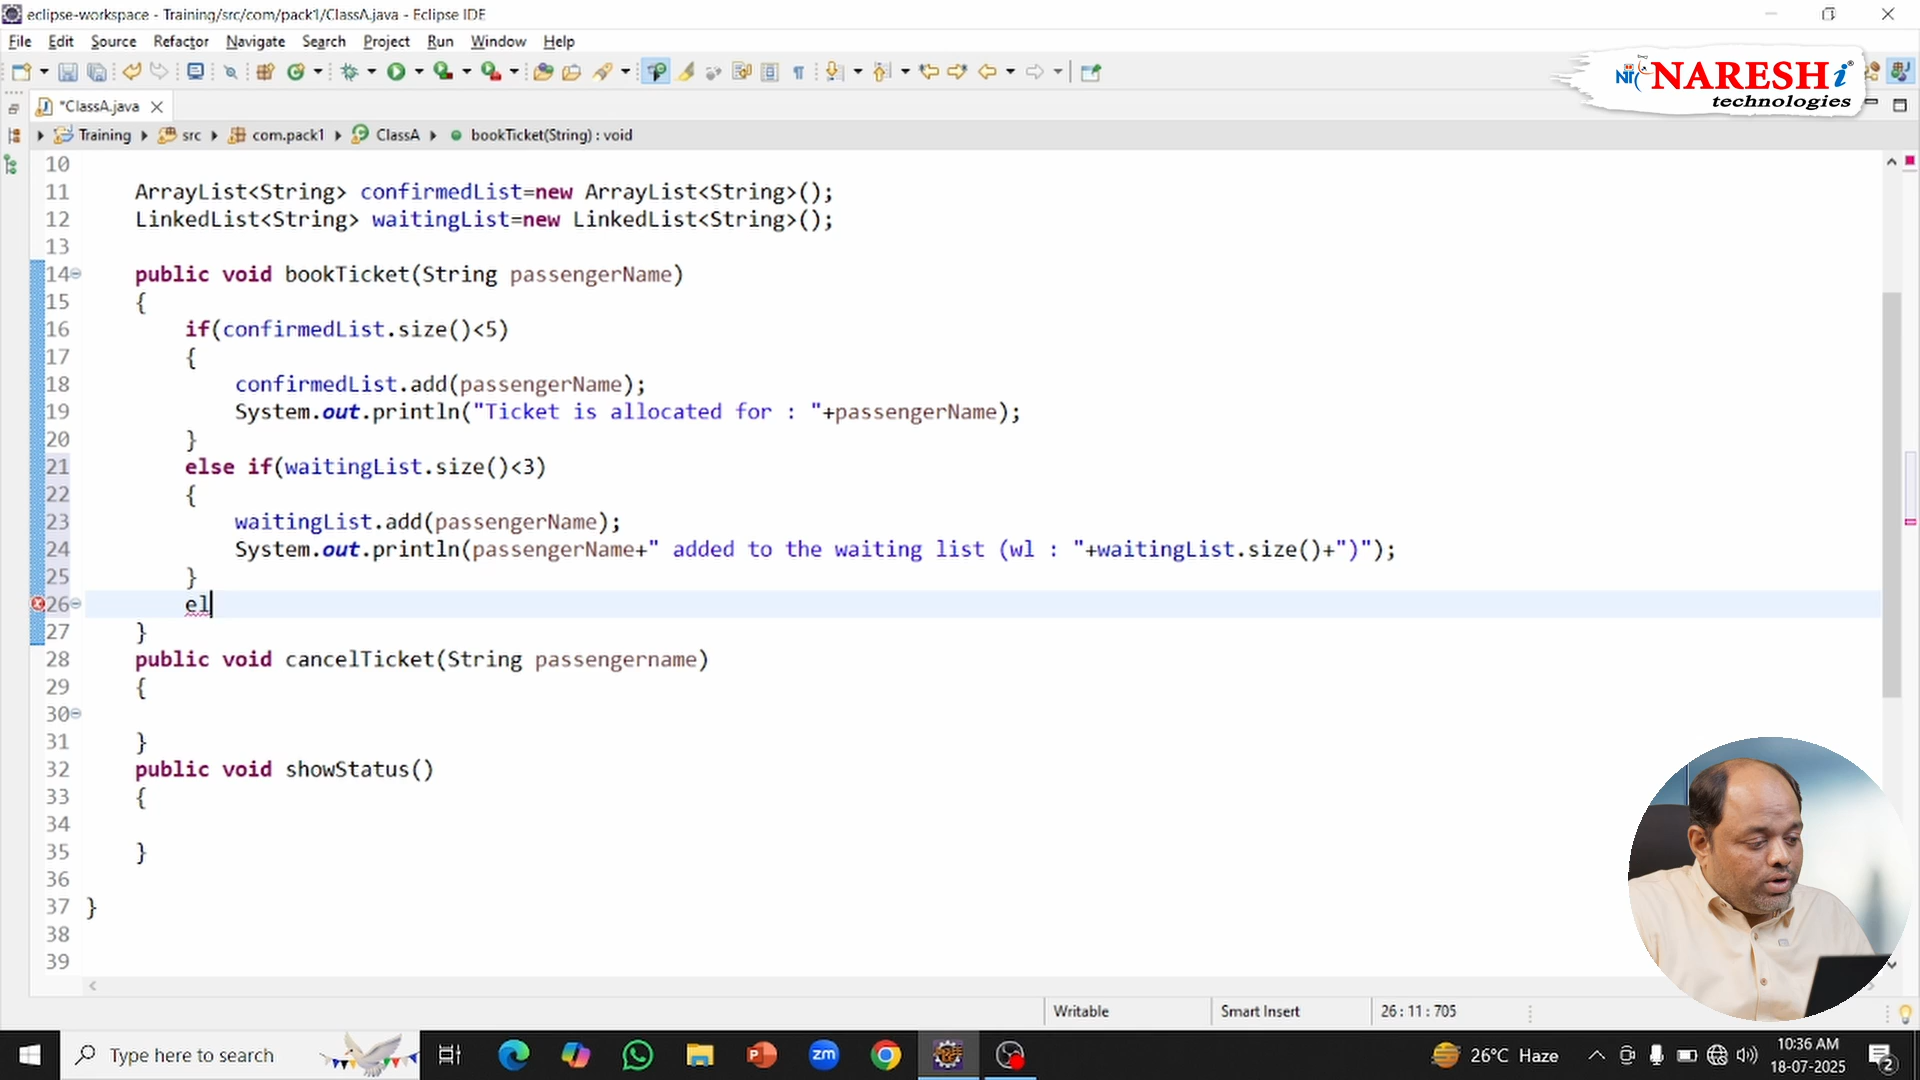 eclipse-workspace - Training/src/com/pack1/ClassA.java - Eclipse IDE
File Edit Source Refactor Navigate Search Project Run Window Help
NARESHi
technologies
*ClassA.java
Training src com.pack1 ClassA bookTicket(String) : void
10
11 ArrayList<String> confirmedList=new ArrayList<String>();
12 LinkedList<String> waitingList=new LinkedList<String>();
13
14 public void bookTicket(String passengerName)
15 {
16 if(confirmedList.size()<5)
17 {
18 confirmedList.add(passengerName);
19 System.out.println("Ticket is allocated for : "+passengerName);
20 }
21 else if(waitingList.size()<3)
22 {
23 waitingList.add(passengerName);
24 System.out.println(passengerName+" added to the waiting list (wl : "+waitingList.size()+")");
25 }
26 el
27 }
28 public void cancelTicket(String passengername)
29 {
30
31 }
32 public void showStatus()
33 {
34
35 }
36
37 }
38
39
Writable Smart Insert 26 : 11 : 705
Type here to search zm 26°C Haze 10:36 AM
18-07-2025 2